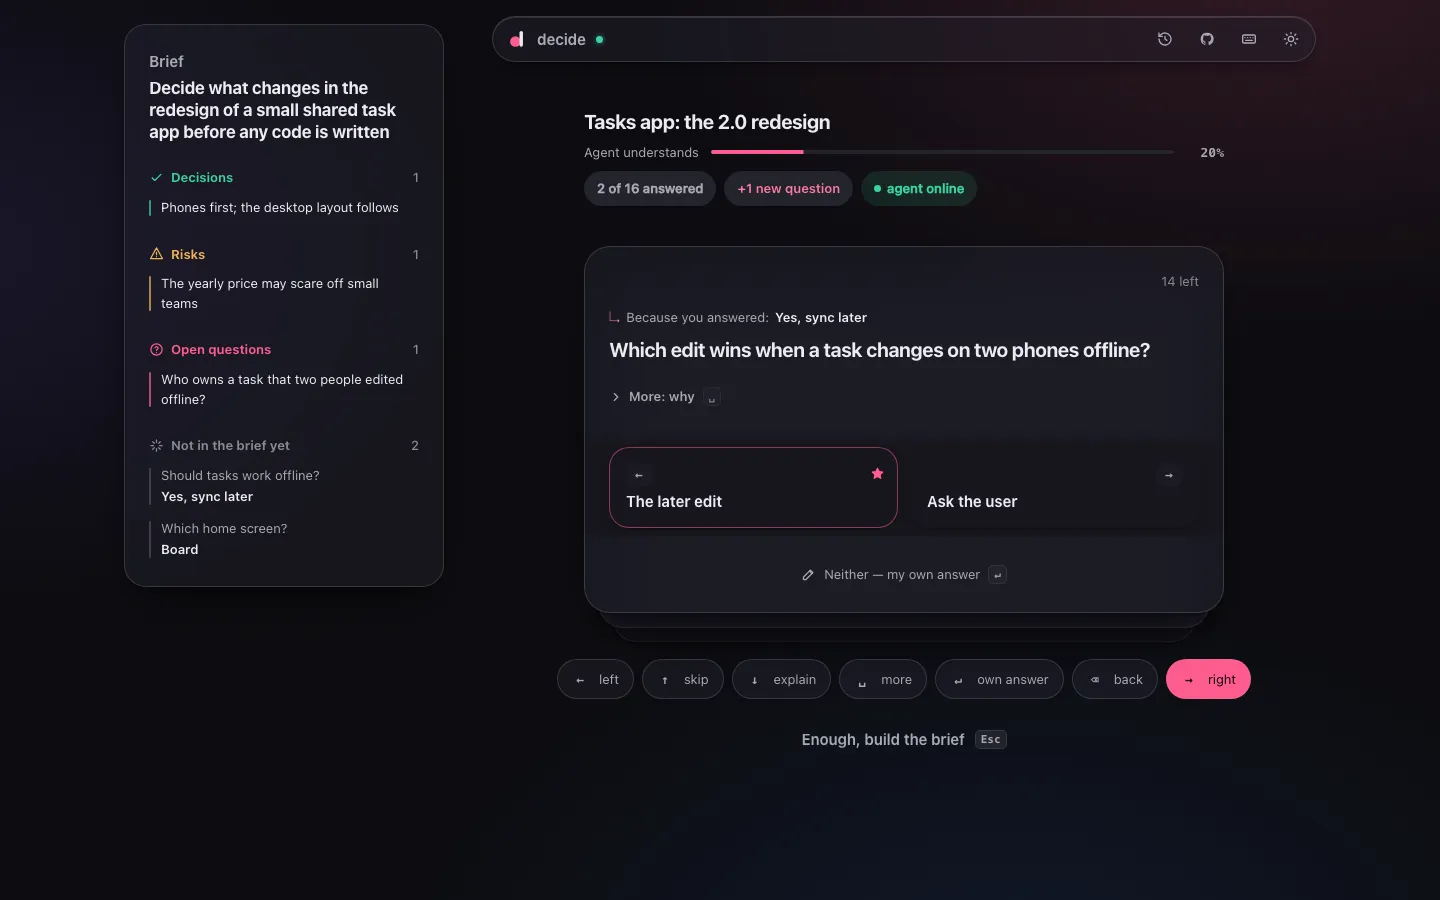 Brief
Decide what changes in the
redesign of a small shared task
app before any code is written
Decisions 1
Phones first; the desktop layout follows
Risks 1
The yearly price may scare off small
teams
Open questions 1
Who owns a task that two people edited
offline?
Not in the brief yet 2
Should tasks work offline?
Yes, sync later
Which home screen?
Board
decide
Tasks app: the 2.0 redesign
Agent understands 20%
2 of 16 answered +1 new question agent online
14 left
Because you answered: Yes, sync later
Which edit wins when a task changes on two phones offline?
More: why ␣
← →
The later edit Ask the user
Neither — my own answer ↵
← left ↑ skip ↓ explain ␣ more ↵ own answer ⌫ back → right
Enough, build the brief Esc